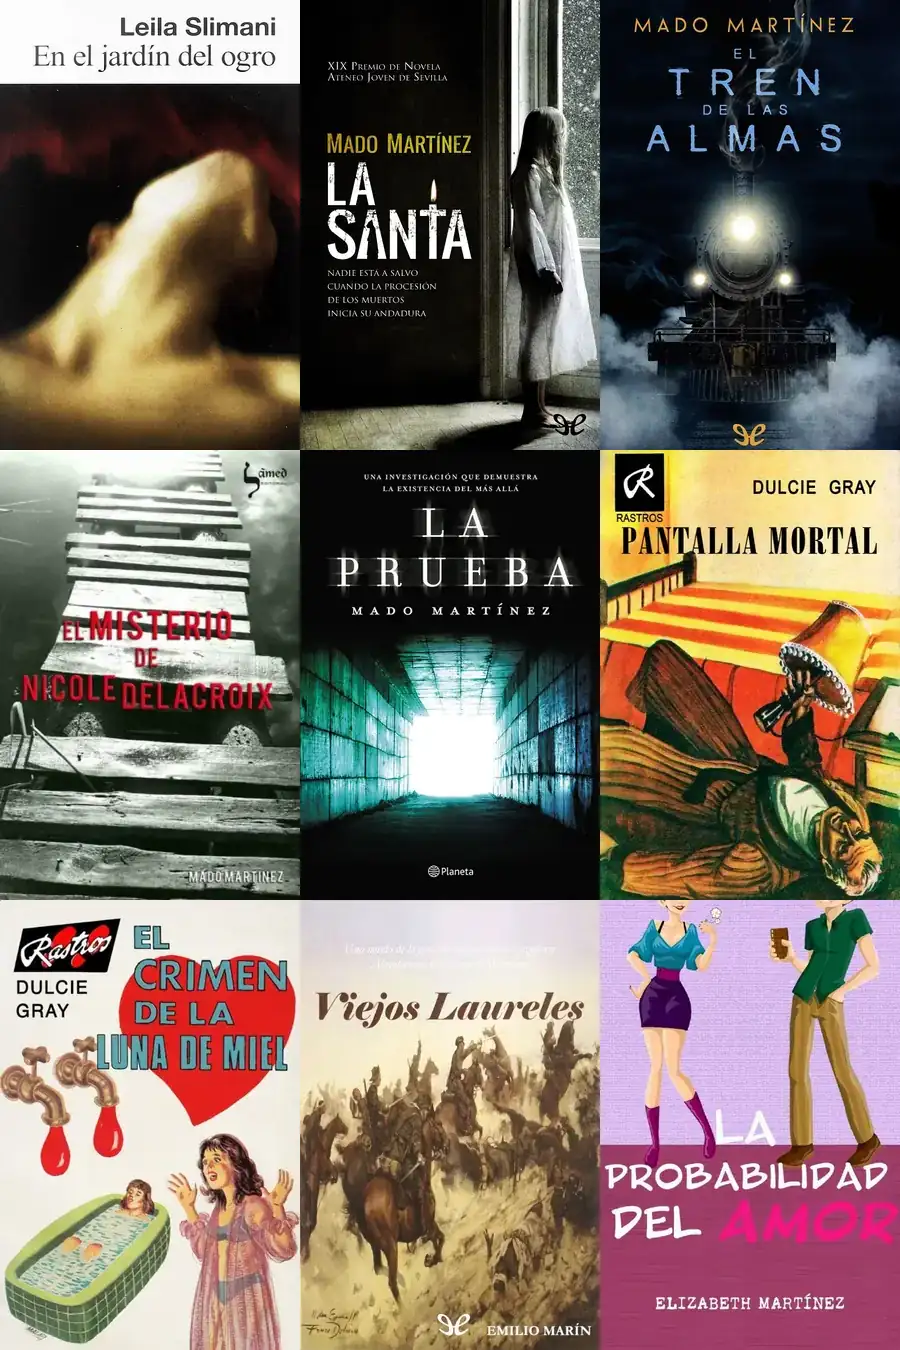 Leila Slimani
En el jardín del ogro
XIX Premio de Novela
Ateneo Joven de Sevilla
Mado Martínez
LA
SANTA
NADIE ESTÁ A SALVO
CUANDO LA PROCESIÓN
DE LOS MUERTOS
INICIA SU ANDADURA
MADO MARTÍNEZ
EL
TREN
DE LAS
ALMAS
sámed
EL MISTERIO
DE
NICOLE DELACROIX
MADO MARTINEZ
UNA INVESTIGACIÓN QUE DEMUESTRA
LA EXISTENCIA DEL MÁS ALLÁ
LA
PRUEBA
MADO MARTÍNEZ
Planeta
R
RASTROS
DULCIE GRAY
PANTALLA MORTAL
Rastros
DULCIE
GRAY
EL
CRIMEN
DE LA
LUNA DE MIEL
Viejos Laureles
EMILIO MARÍN
LA
PROBABILIDAD
DEL AMOR
ELIZABETH MARTÍNEZ